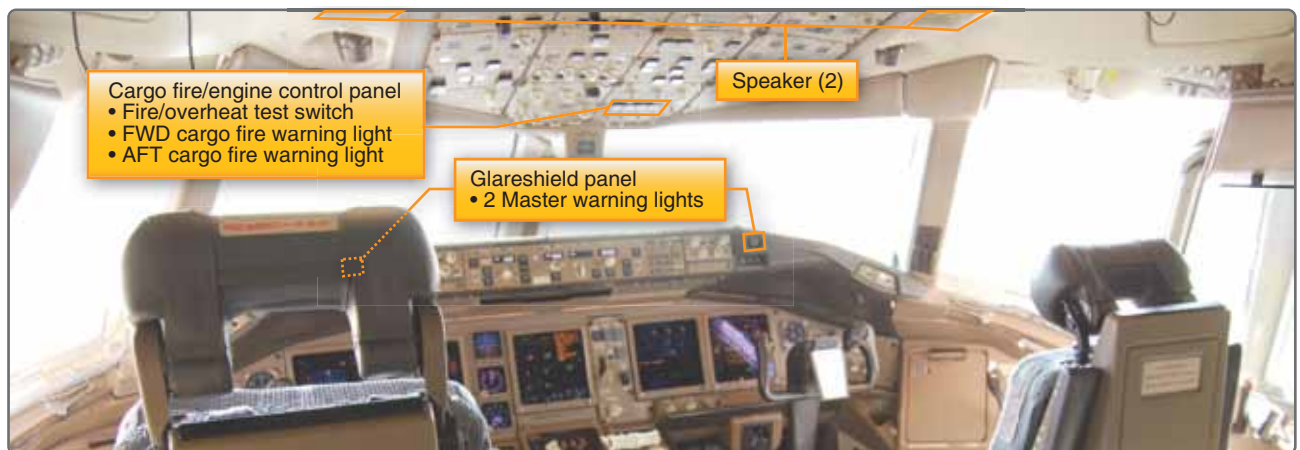 Cargo fire/engine control panel
• Fire/overheat test switch
• FWD cargo fire warning light
• AFT cargo fire warning light
Speaker (2)
Glareshield panel
• 2 Master warning lights